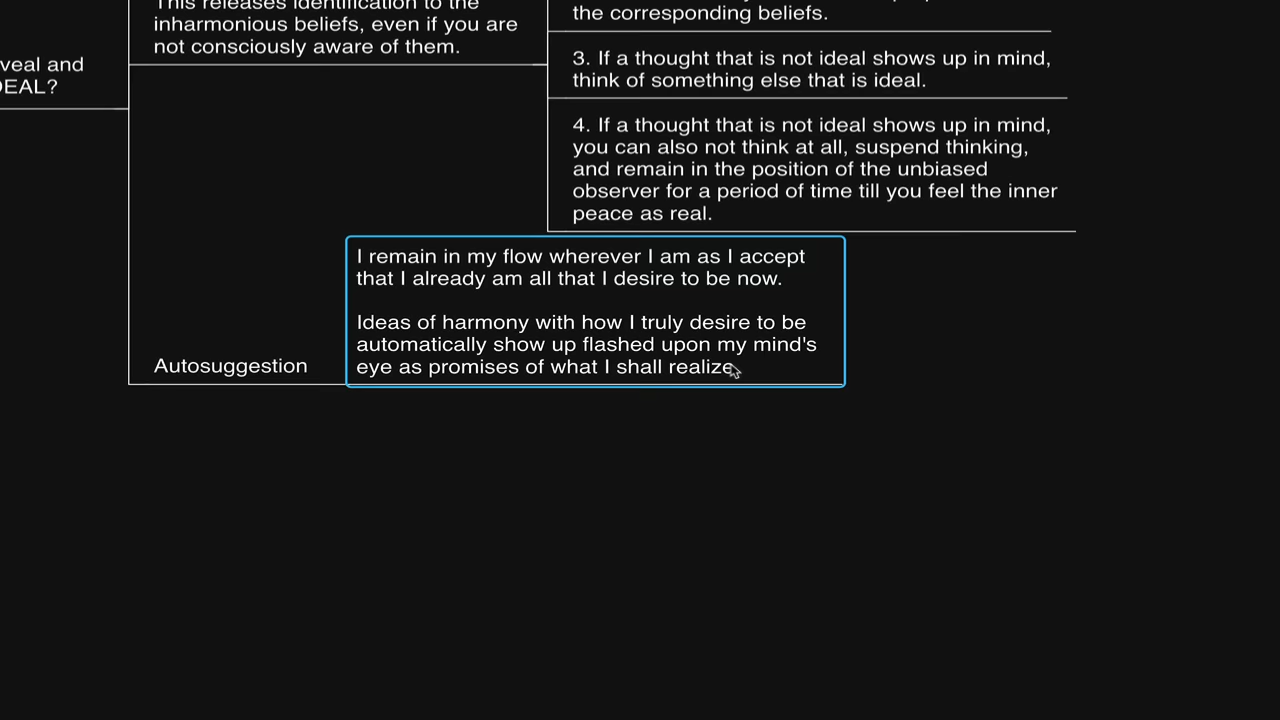 This releases identification to the
inharmonious beliefs, even if you are
not consciously aware of them.
veal and
DEAL?
the corresponding beliefs.
3. If a thought that is not ideal shows up in mind,
think of something else that is ideal.
4. If a thought that is not ideal shows up in mind,
you can also not think at all, suspend thinking,
and remain in the position of the unbiased
observer for a period of time till you feel the inner
peace as real.
Autosuggestion
I remain in my flow wherever I am as I accept
that I already am all that I desire to be now.
Ideas of harmony with how I truly desire to be
automatically show up flashed upon my mind's
eye as promises of what I shall realize